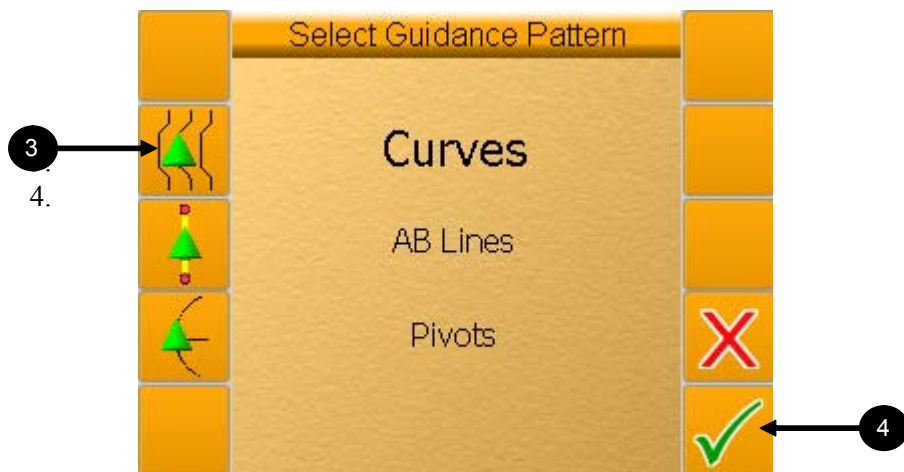 Select Guidance Pattern
3
.
Curves
4.
AB Lines
Pivots
4